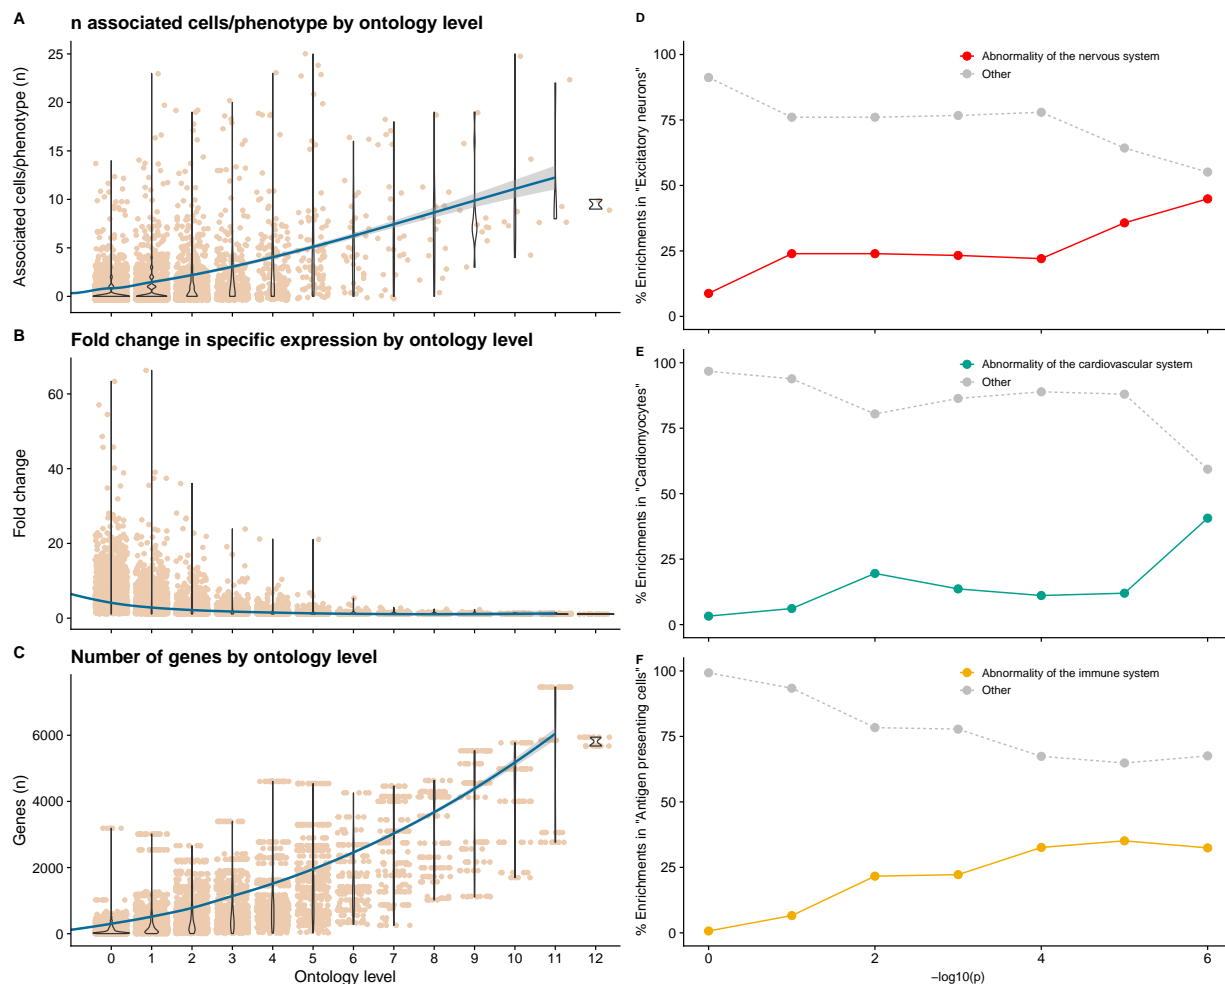 A
n associated cells/phenotype by ontology level
Associated cells/phenotype (n)
25
20
15
10
5
0
B
Fold change in specific expression by ontology level
Fold change
60
40
20
0
C
Number of genes by ontology level
Genes (n)
6000
4000
2000
0
0 1 2 3 4 5 6 7 8 9 10 11 12
Ontology level
D
% Enrichments in "Excitatory neurons"
100
75
50
25
0
Abnormality of the nervous system
Other
E
% Enrichments in "Cardiomyocytes"
100
75
50
25
0
Abnormality of the cardiovascular system
Other
F
% Enrichments in "Antigen presenting cells"
100
75
50
25
0
Abnormality of the immune system
Other
0 2 4 6
−log10(p)